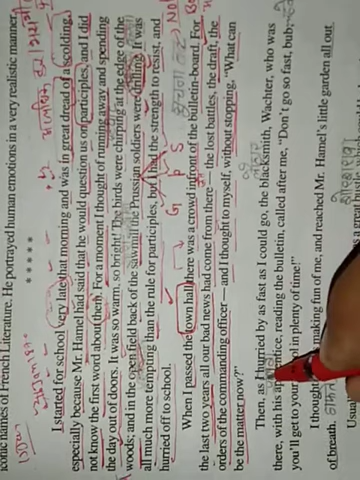 iconic names of French Literature. He portrayed human emotions in a very realistic manner.
*****
I started for school very late that morning and was in great dread of a scolding,
especially because Mr. Hamel had said that he would question us on participles, and I did
not know the first word about them. For a moment I thought of running away and spending
the day out of doors. It was so warm, so bright! The birds were chirping at the edge of the
woods; and in the open field back of the sawmill the Prussian soldiers were drilling. It was
all much more tempting than the rule for participles, but I had the strength to resist, and
hurried off to school.
When I passed the town hall there was a crowd in front of the bulletin-board. For
the last two years all our bad news had come from there — the lost battles, the draft, the
orders of the commanding officer — and I thought to myself, without stopping, "What can
be the matter now?"
Then, as I hurried by as fast as I could go, the blacksmith, Wachter, who was
there, with his apprentice, reading the bulletin, called after me, "Don't go so fast, bub;
you'll get to your school in plenty of time!"
I thought making fun of me, and reached Mr. Hamel's little garden all out
of breath.